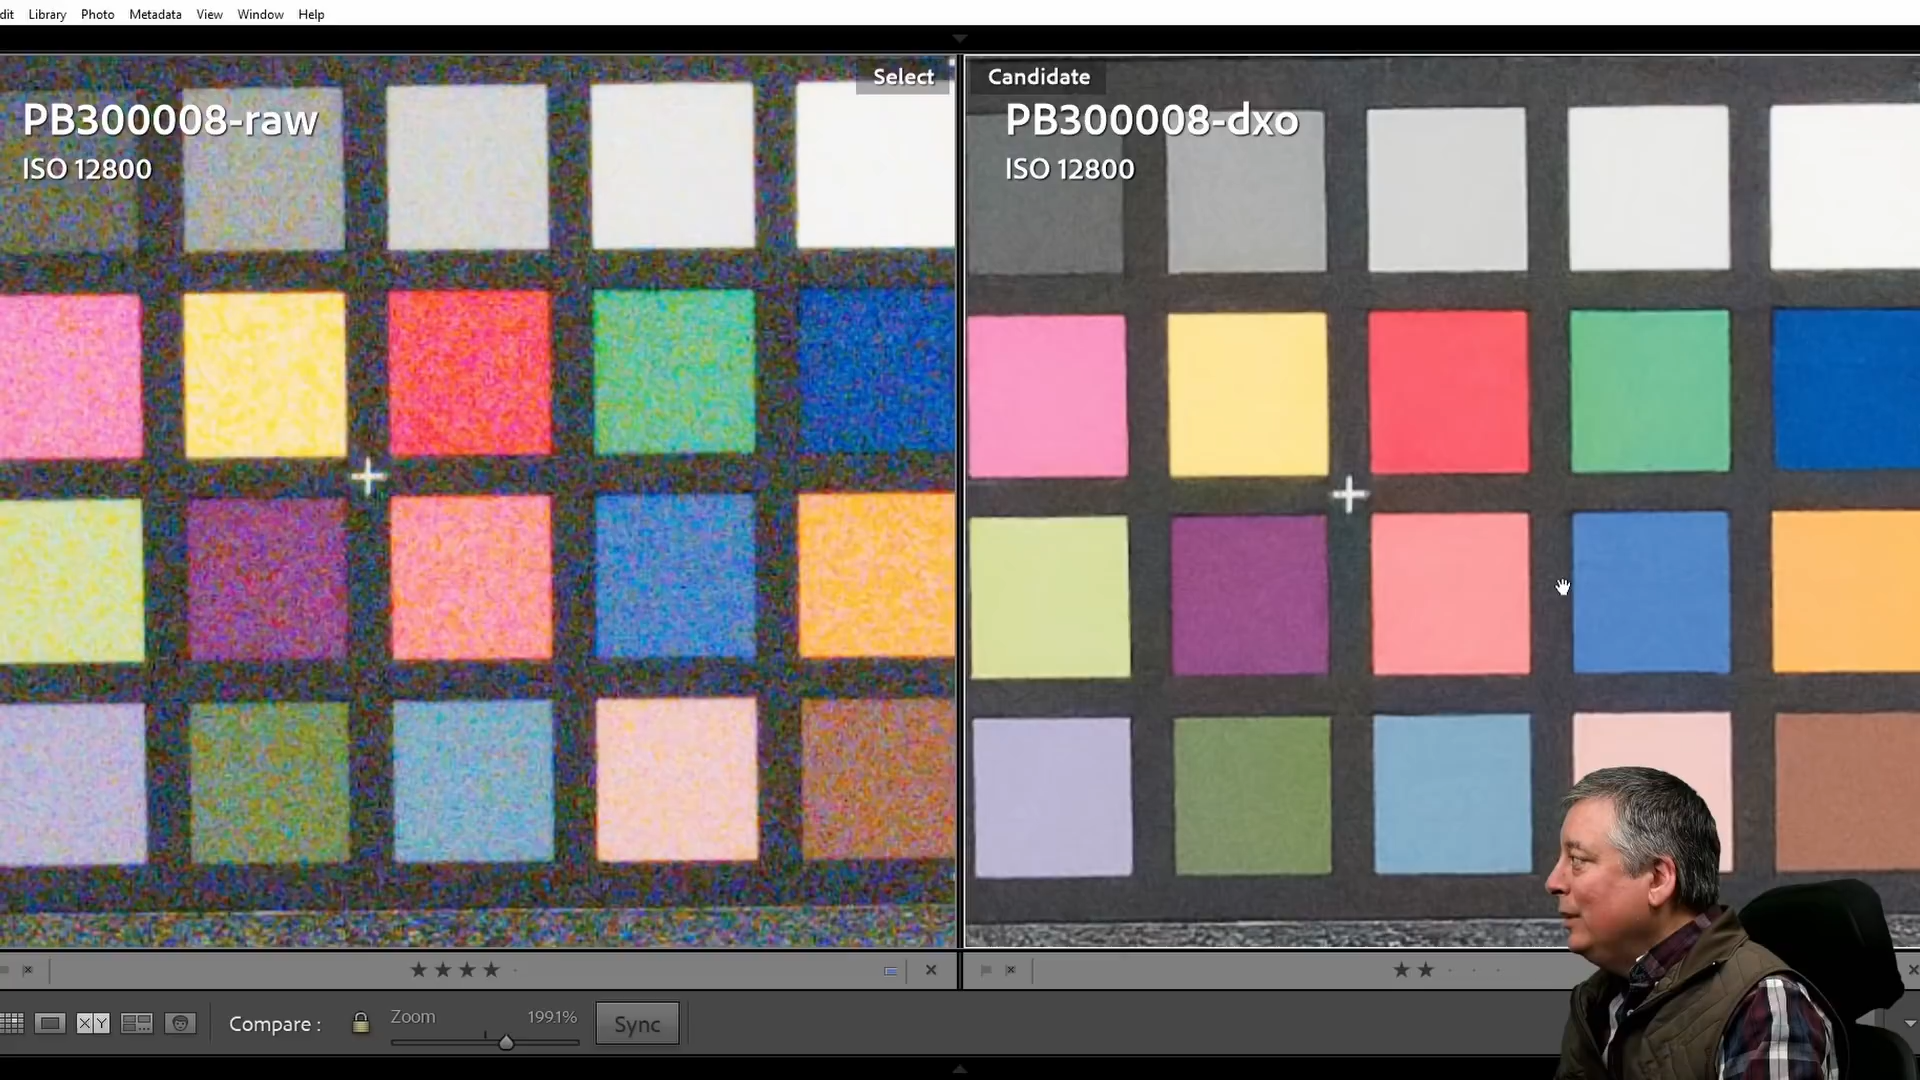 dit Library Photo Metadata View Window Help
Select
Candidate
PB300008-raw
ISO 12800
PB300008-dxo
ISO 12800
XY
Compare :
Zoom
199.1%
Sync